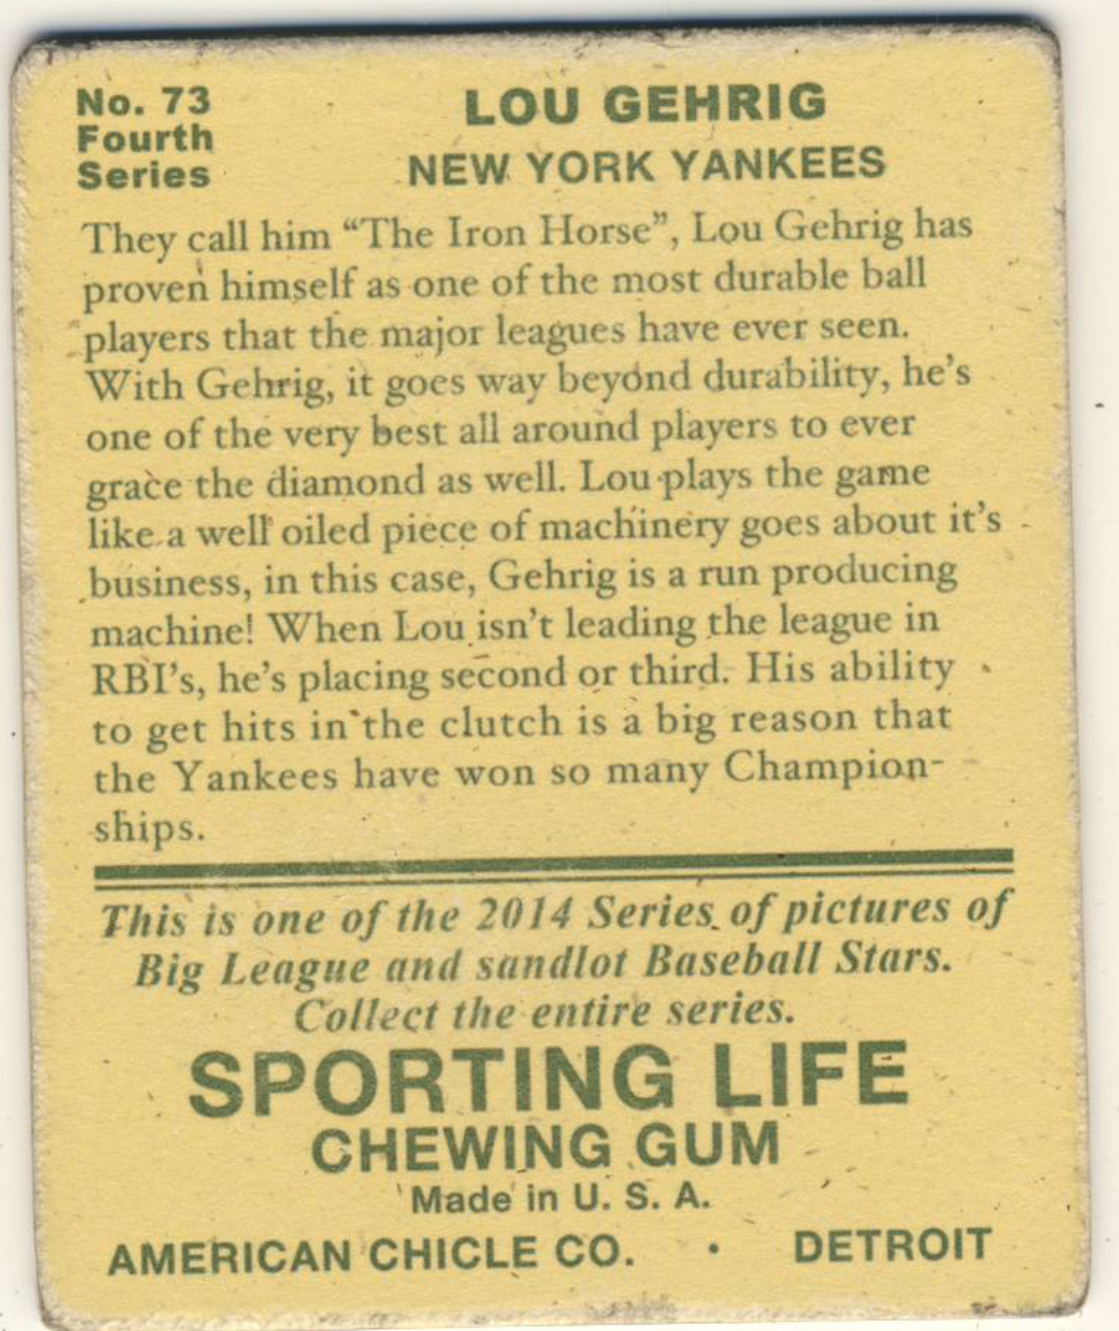 No. 73
Fourth
Series
LOU GEHRIG
NEW YORK YANKEES
They call him “The Iron Horse”, Lou Gehrig has
proven himself as one of the most durable ball
players that the major leagues have ever seen.
With Gehrig, it goes way beyond durability, he’s
one of the very best all around players to ever
grace the diamond as well. Lou plays the game
like a well oiled piece of machinery goes about it’s
business, in this case, Gehrig is a run producing
machine! When Lou isn’t leading the league in
RBI’s, he’s placing second or third. His ability
to get hits in the clutch is a big reason that
the Yankees have won so many Champion-
ships.
This is one of the 2014 Series of pictures of
Big League and sandlot Baseball Stars.
Collect the entire series.
SPORTING LIFE
CHEWING GUM
Made in U. S. A.
AMERICAN CHICLE CO. • DETROIT